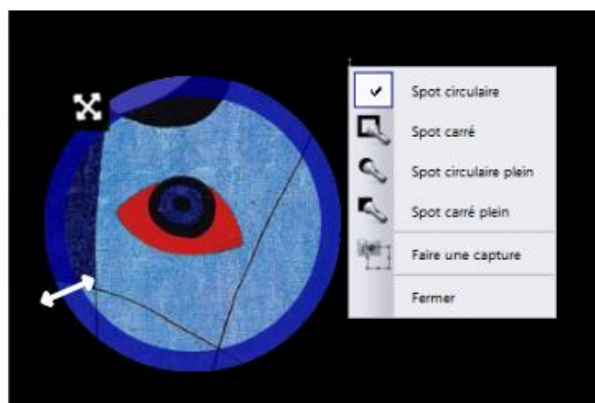 Spot circulaire
Spot carré
Spot circulaire plein
Spot carré plein
Faire une capture
Fermer